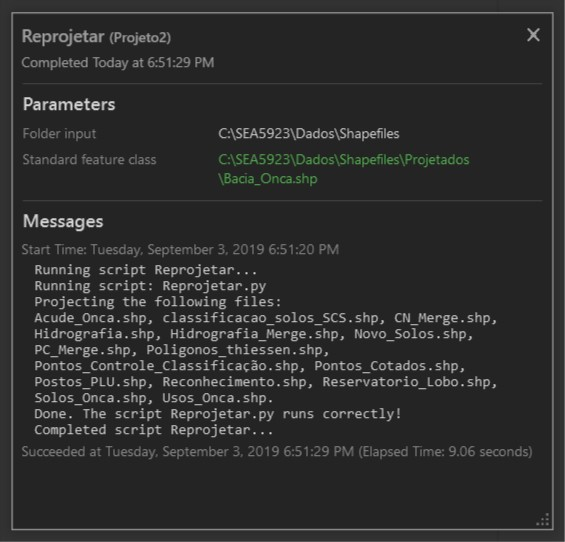 Reprojetar (Projeto2)
Completed Today at 6:51:29 PM
Parameters
Folder input C:\SEA5923\Dados\Shapefiles
Standard feature class C:\SEA5923\Dados\Shapefiles\Projetados
\Bacia_Onca.shp
Messages
Start Time: Tuesday, September 3, 2019 6:51:20 PM
Running script Reprojetar...
Running script: Reprojetar.py
Projecting the following files:
Acude_Onca.shp, classificacao_solos_SCS.shp, CN_Merge.shp,
Hidrografia.shp, Hidrografia_Merge.shp, Novo_Solos.shp,
PC_Merge.shp, Poligonos_thiessen.shp,
Pontos_Controle_Classificação.shp, Pontos_Cotados.shp,
Postos_PLU.shp, Reconhecimento.shp, Reservatorio_Lobo.shp,
Solos_Onca.shp, Usos_Onca.shp.
Done. The script Reprojetar.py runs correctly!
Completed script Reprojetar...
Succeeded at Tuesday, September 3, 2019 6:51:29 PM (Elapsed Time: 9.06 seconds)